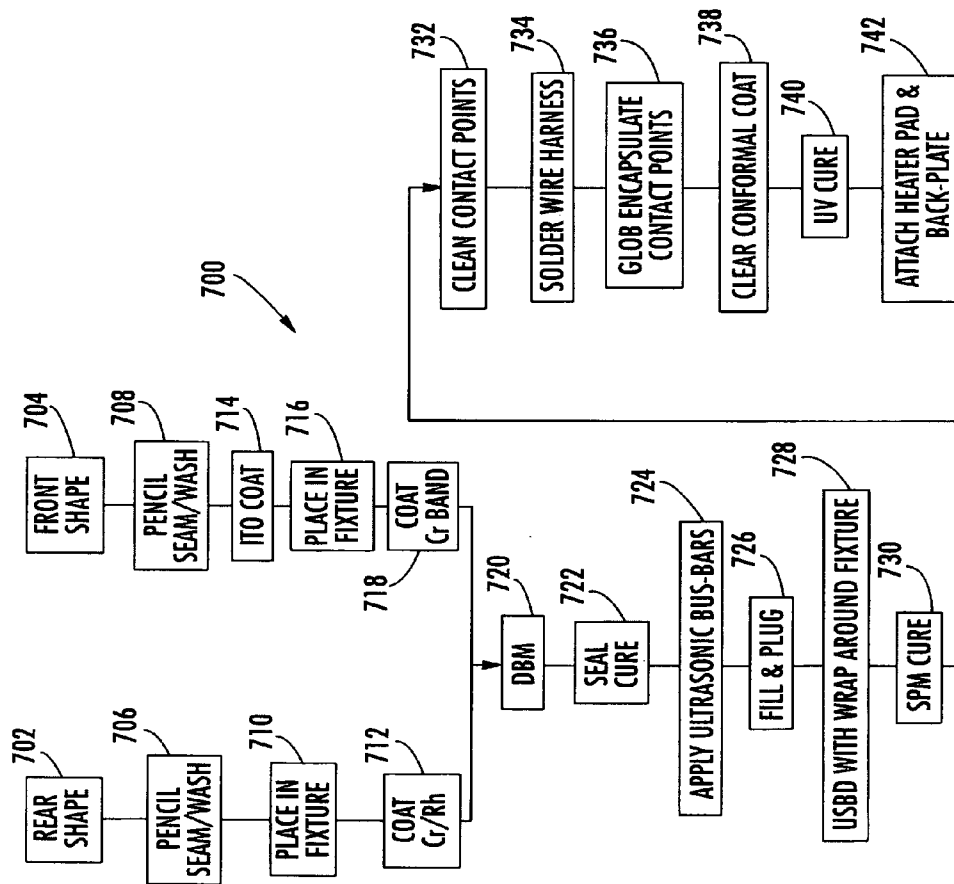 700
702
REAR
SHAPE
706
PENCIL
SEAM/WASH
710
PLACE IN
FIXTURE
712
COAT
Cr/Rh
704
FRONT
SHAPE
708
PENCIL
SEAM/WASH
714
ITO COAT
716
PLACE IN
FIXTURE
COAT
Cr BAND
718
720
DBM
722
SEAL
CURE
724
APPLY ULTRASONIC BUS-BARS
726
FILL & PLUG
728
USBD WITH WRAP AROUND FIXTURE
730
SPM CURE
732
CLEAN CONTACT POINTS
734
SOLDER WIRE HARNESS
736
GLOB ENCAPSULATE
CONTACT POINTS
738
CLEAR CONFORMAL COAT
740
UV CURE
742
ATTACH HEATER PAD &
BACK-PLATE